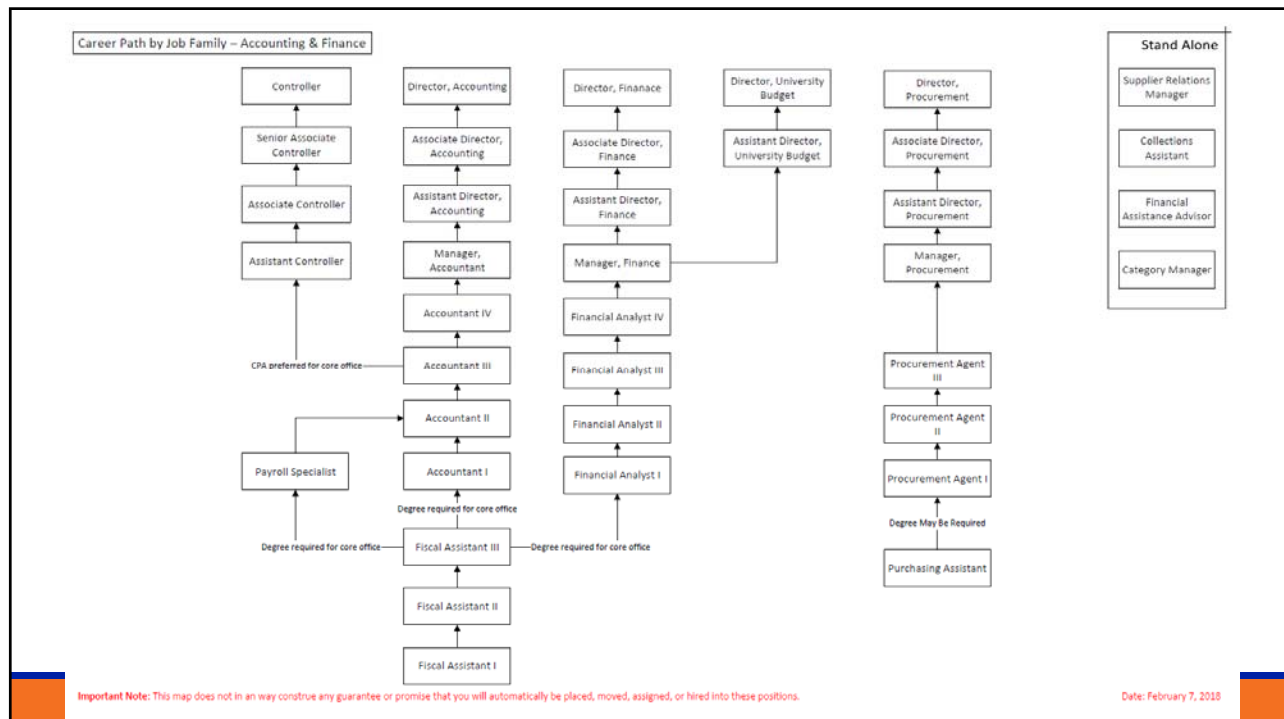 Career Path by Job Family – Accounting & Finance
Stand Alone
Controller
Director, Accounting
Director, Finanace
Director, University
Budget
Director,
Procurement
Supplier Relations
Manager
Senior Associate
Controller
Associate Director,
Accounting
Associate Director,
Finance
Assistant Director,
University Budget
Associate Director,
Procurement
Collections
Assistant
Associate Controller
Assistant Director,
Accounting
Assistant Director,
Finance
Assistant Director,
Procurement
Financial
Assistance Advisor
Assistant Controller
Manager,
Accountant
Manager, Finance
Manager,
Procurement
Category Manager
Accountant IV
Financial Analyst IV
CPA preferred for core office
Accountant III
Financial Analyst III
Procurement Agent
III
Accountant II
Financial Analyst II
Procurement Agent
II
Payroll Specialist
Accountant I
Financial Analyst I
Procurement Agent I
Degree required for core office
Degree May Be Required
Degree required for core office
Fiscal Assistant III
Degree required for core office
Purchasing Assistant
Fiscal Assistant II
Fiscal Assistant I
Important Note: This map does not in an way construe any guarantee or promise that you will automatically be placed, moved, assigned, or hired into these positions.
Date: February 7, 2018